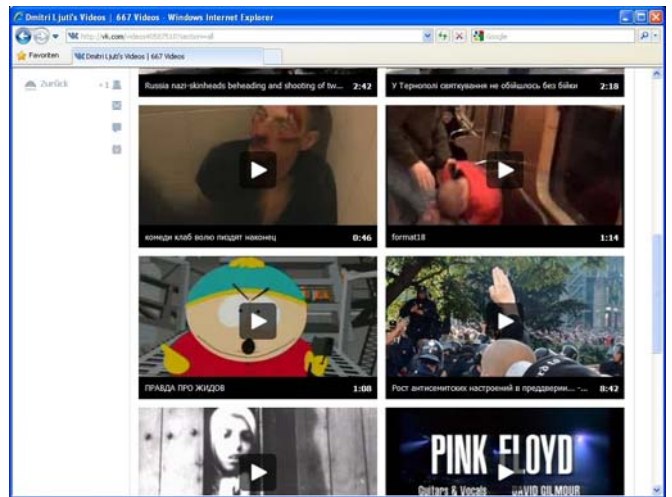 Dmitri Ljuti's Videos | 667 Videos - Windows Internet Explorer
Google
Favoriten
Dmitri Ljuti's Videos | 667 Videos
Zurück
Russia nazi-skinheads beheading and shooting of tw... 2:42
У Тернополі святкування не обійшлось без бійки 2:18
комеди клаб волю пиздят наконец 0:46
format18 1:14
ПРАВДА ПРО ЖИДОВ 1:08
Рост антисемитских настроений в преддверии... -... 8:42
PINK FLOYD
Guitars & Vocals DAVID GILMOUR